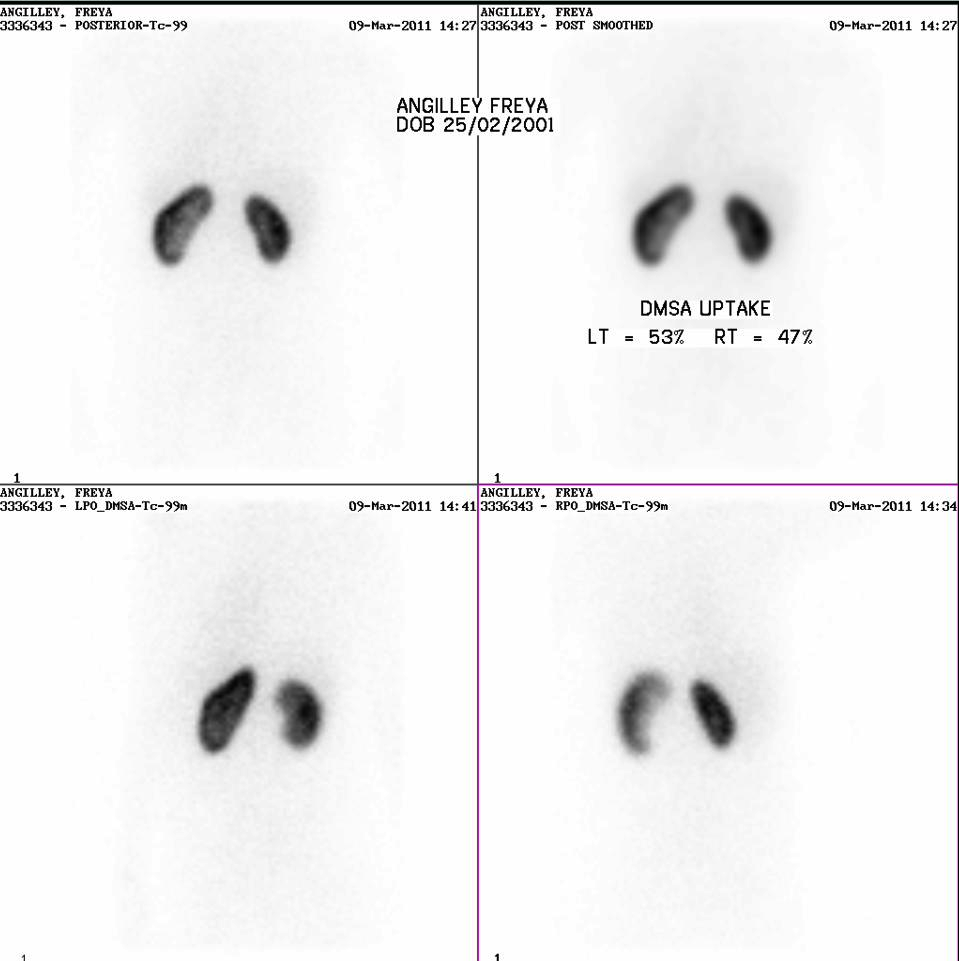 ANGILLEY, FREYA
3336343 - POSTERIOR-Tc-99 09-Mar-2011 14:27
ANGILLEY, FREYA
3336343 - POST SMOOTHED 09-Mar-2011 14:27
ANGILLEY FREYA
DOB 25/02/2001
DMSA UPTAKE
LT = 53% RT = 47%
1
1
ANGILLEY, FREYA
3336343 - LPO_DMSA-Tc-99m 09-Mar-2011 14:41
ANGILLEY, FREYA
3336343 - RPO_DMSA-Tc-99m 09-Mar-2011 14:34
1
1